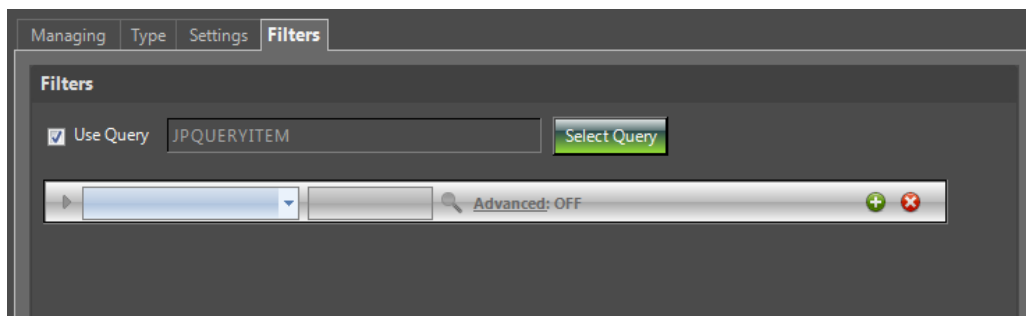 Managing Type Settings Filters
Filters
Use Query JPQUERYITEM Select Query
Advanced: OFF